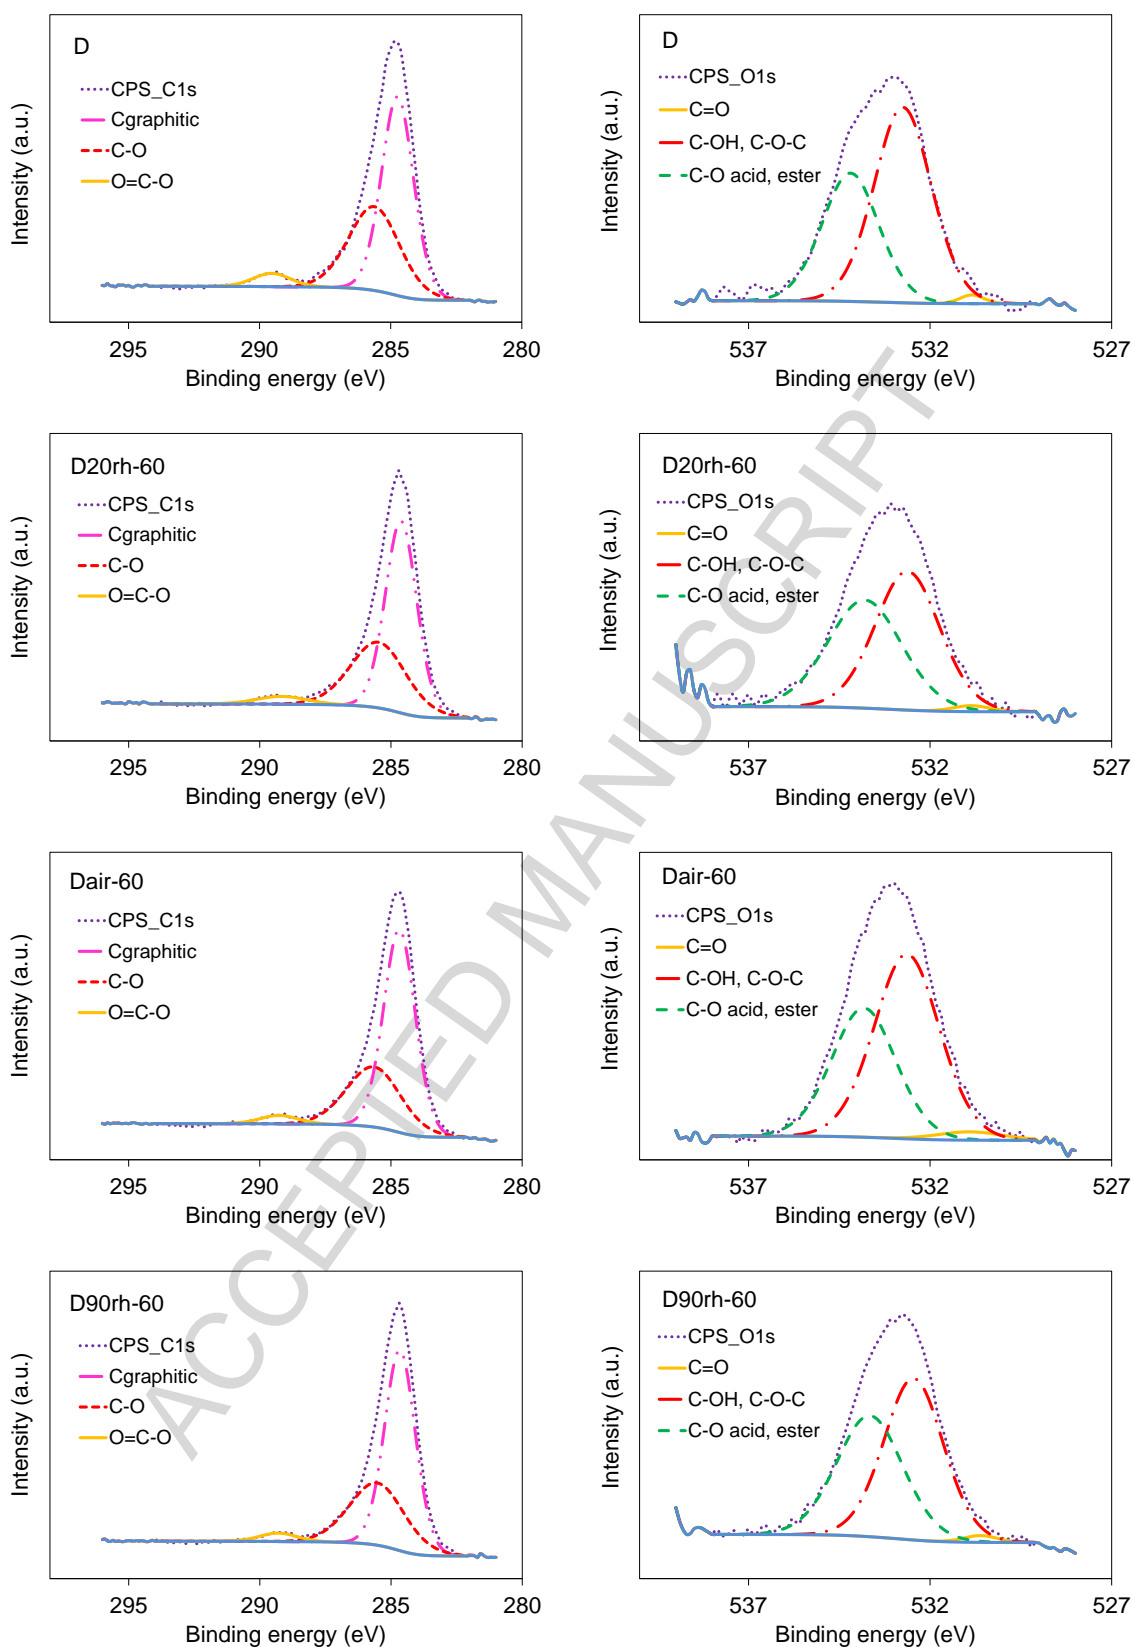 D
CPS_C1s
Cgraphitic
C-O
O=C-O
Intensity (a.u.)
295 290 285 280
Binding energy (eV)
D
CPS_O1s
C=O
C-OH, C-O-C
C-O acid, ester
Intensity (a.u.)
537 532 527
Binding energy (eV)
D20rh-60
CPS_C1s
Cgraphitic
C-O
O=C-O
Intensity (a.u.)
295 290 285 280
Binding energy (eV)
D20rh-60
CPS_O1s
C=O
C-OH, C-O-C
C-O acid, ester
Intensity (a.u.)
537 532 527
Binding energy (eV)
Dair-60
CPS_C1s
Cgraphitic
C-O
O=C-O
Intensity (a.u.)
295 290 285 280
Binding energy (eV)
Dair-60
CPS_O1s
C=O
C-OH, C-O-C
C-O acid, ester
Intensity (a.u.)
537 532 527
Binding energy (eV)
D90rh-60
CPS_C1s
Cgraphitic
C-O
O=C-O
Intensity (a.u.)
295 290 285 280
Binding energy (eV)
D90rh-60
CPS_O1s
C=O
C-OH, C-O-C
C-O acid, ester
Intensity (a.u.)
537 532 527
Binding energy (eV)
ACCEPTED MANUSCRIPT